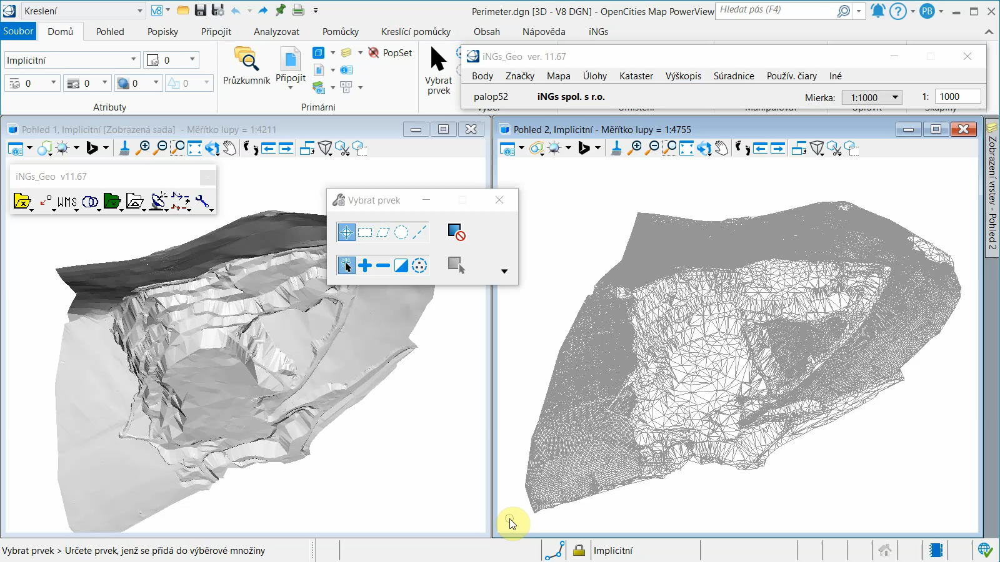 Kreslení
Perimeter.dgn [3D - V8 DGN] - OpenCities Map PowerView
Hledat pás (F4)
PB
Soubor
Domů
Pohled
Popisky
Připojit
Analyzovat
Pomůcky
Kreslící pomůcky
Obsah
Nápověda
iNGs
Implicitní
0
0
0
0
0
Atributy
Průzkumník
Připojit
PopSet
Primární
Vybrat
prvek
iNGs_Geo ver. 11.67
Body
Značky
Mapa
Úlohy
Kataster
Výškopis
Súradnice
Použív. čiary
Iné
palop52
iNGs spol. s r.o.
Mierka:
1:1000
1:
1000
Pohled 1, Implicitní [Zobrazená sada] - Měřítko lupy = 1:4211
Pohled 2, Implicitní - Měřítko lupy = 1:4755
iNGs_Geo v11.67
WMS
Vybrat prvek
Zobrazení vrstev - Pohled 2
Vybrat prvek > Určete prvek, jenž se přidá do výběrové množiny
Implicitní